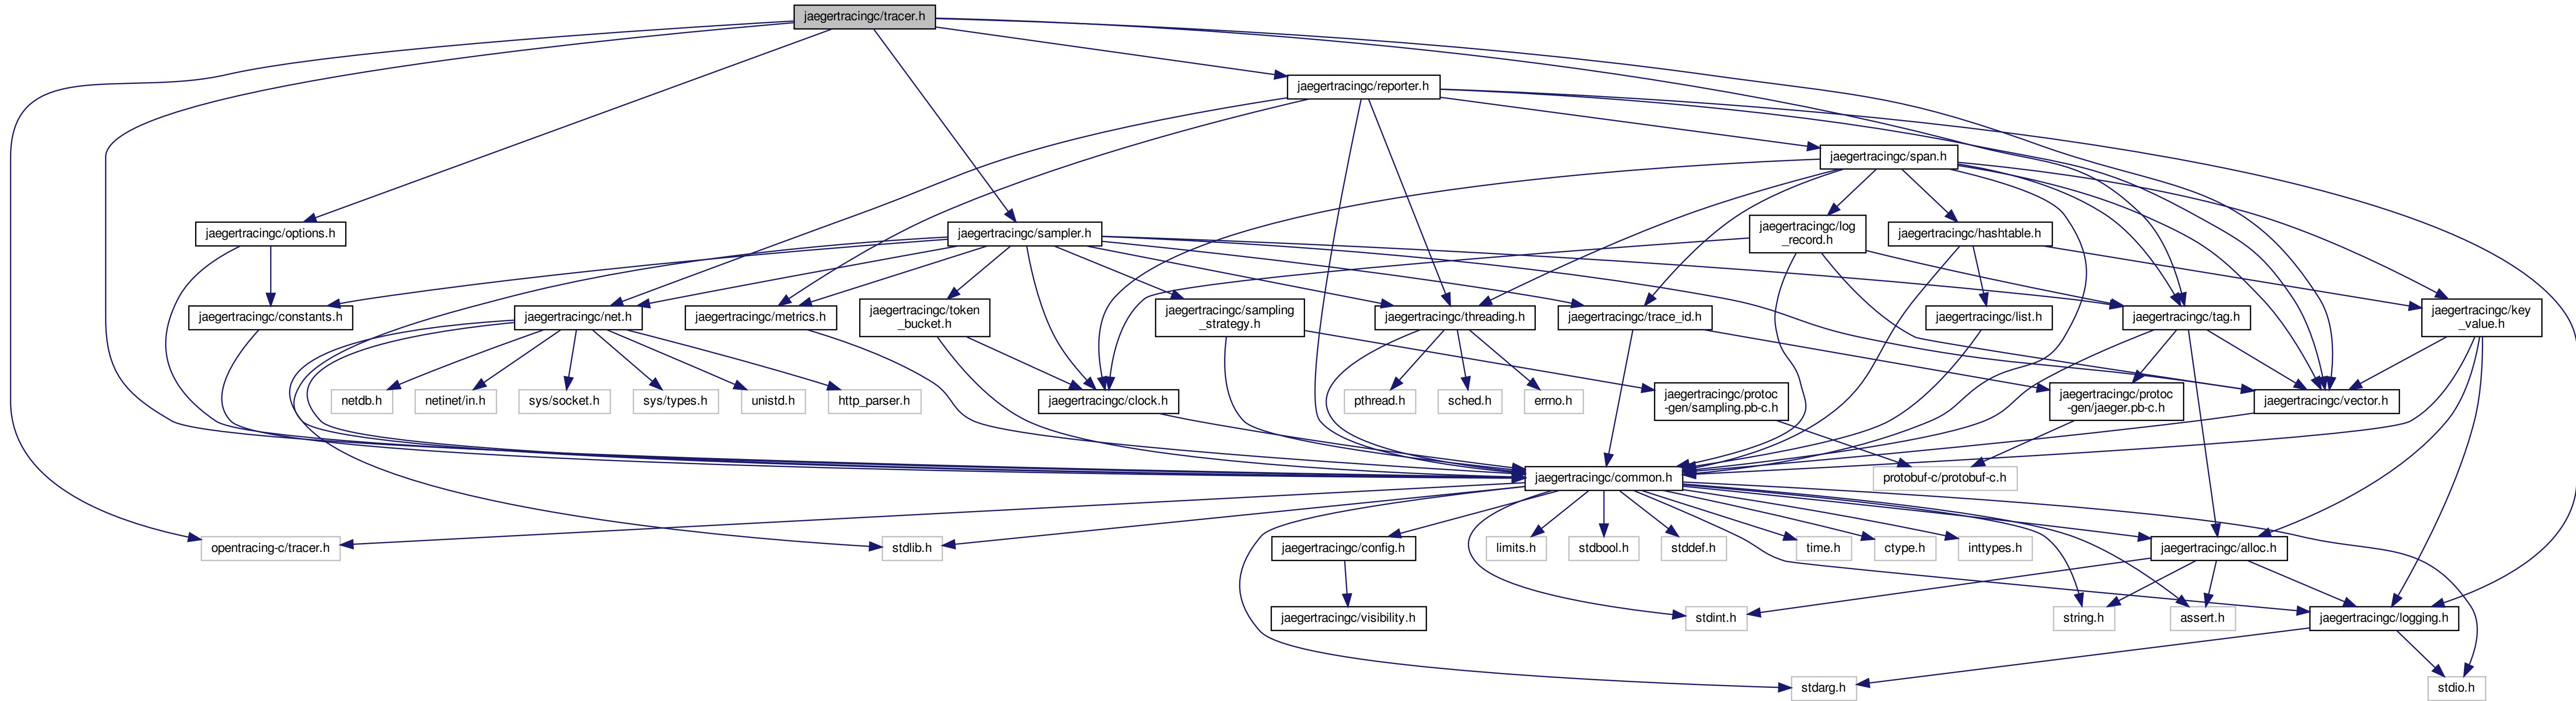 jaegertracingc/tracer.h
jaegertracingc/reporter.h
jaegertracingc/span.h
jaegertracingc/options.h
jaegertracingc/sampler.h
jaegertracingc/log
_record.h
jaegertracingc/hashtable.h
jaegertracingc/constants.h
jaegertracingc/net.h
jaegertracingc/metrics.h
jaegertracingc/token
_bucket.h
jaegertracingc/sampling
_strategy.h
jaegertracingc/threading.h
jaegertracingc/trace_id.h
jaegertracingc/list.h
jaegertracingc/tag.h
jaegertracingc/key
_value.h
netdb.h
netinet/in.h
sys/socket.h
sys/types.h
unistd.h
http_parser.h
jaegertracingc/clock.h
pthread.h
sched.h
errno.h
jaegertracingc/protoc
-gen/sampling.pb-c.h
jaegertracingc/protoc
-gen/jaeger.pb-c.h
jaegertracingc/vector.h
jaegertracingc/common.h
protobuf-c/protobuf-c.h
opentracing-c/tracer.h
stdlib.h
jaegertracingc/config.h
limits.h
stdbool.h
stddef.h
time.h
ctype.h
inttypes.h
jaegertracingc/alloc.h
jaegertracingc/visibility.h
stdint.h
string.h
assert.h
jaegertracingc/logging.h
stdarg.h
stdio.h